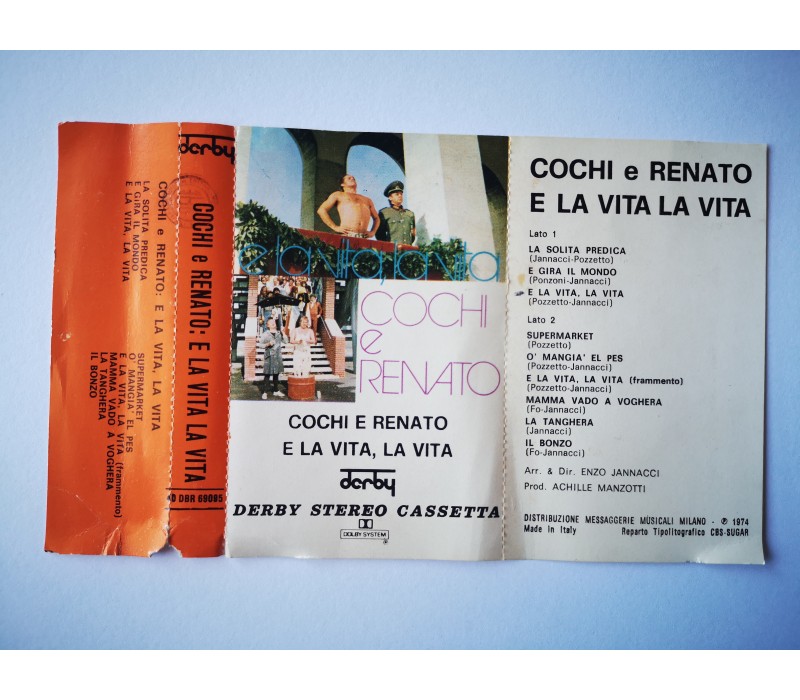 derby
COCHI e RENATO: E LA VITA, LA VITA
LA SOLITA PREDICA
E GIRA IL MONDO
E LA VITA, LA VITA
SUPERMARKET
O' MANGIA' EL PES
E LA VITA, LA VITA (frammento)
MAMMA VADO A VOGHERA
LA TANGHERA
IL BONZO
COCHI e RENATO: E LA VITA LA VITA
40 DBR 69095
e la vita, la vita
COCHI
e
RENATO
COCHI E RENATO
E LA VITA, LA VITA
derby
DERBY STEREO CASSETTA
DOLBY SYSTEM
COCHI e RENATO
E LA VITA LA VITA
Lato 1
LA SOLITA PREDICA
(Jannacci-Pozzetto)
E GIRA IL MONDO
(Ponzoni-Jannacci)
E LA VITA, LA VITA
(Pozzetto-Jannacci)
Lato 2
SUPERMARKET
(Pozzetto)
O' MANGIA' EL PES
(Pozzetto-Jannacci)
E LA VITA, LA VITA (frammento)
(Pozzetto-Jannacci)
MAMMA VADO A VOGHERA
(Fo-Jannacci)
LA TANGHERA
(Jannacci)
IL BONZO
(Fo-Jannacci)
Arr. & Dir. ENZO JANNACCI
Prod. ACHILLE MANZOTTI
DISTRIBUZIONE MESSAGGERIE MUSICALI MILANO - ℗ 1974
Made in Italy Reparto Tipolitografico CBS-SUGAR